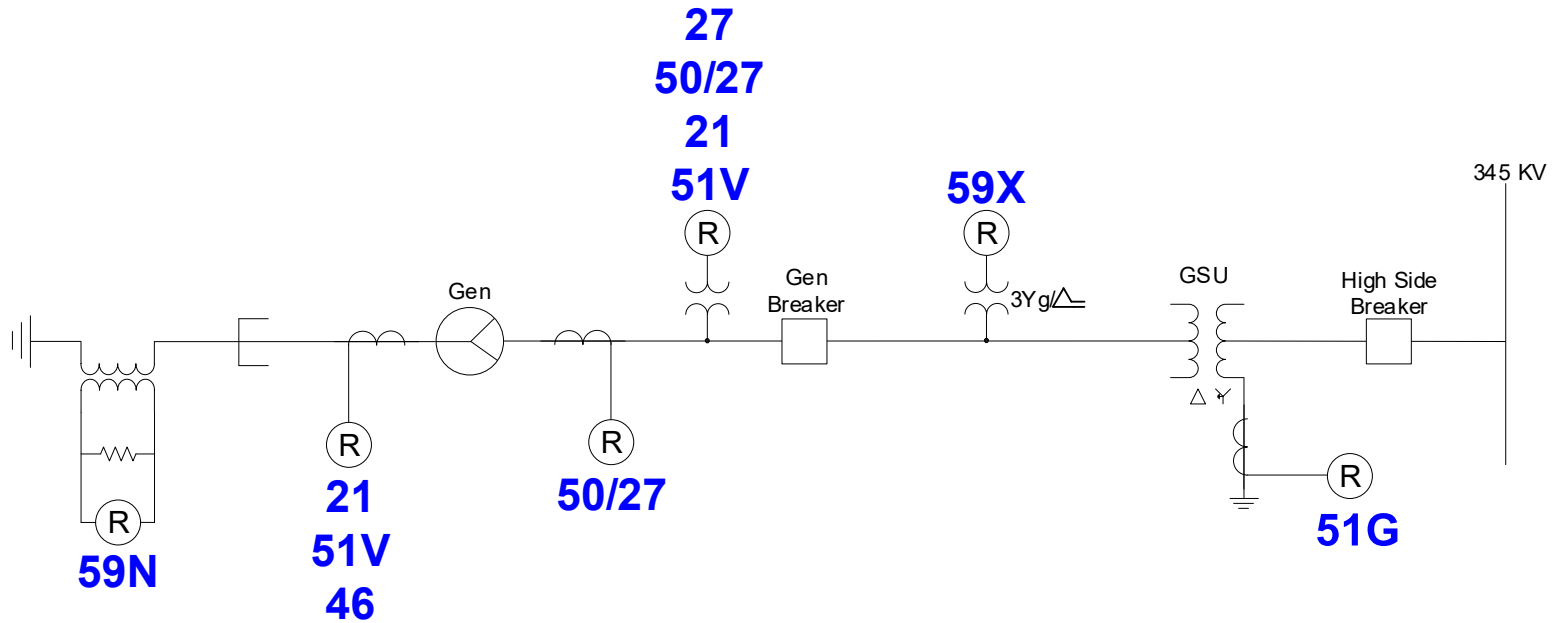 27
50/27
21
51V
R
59X
R
3Yg/
Gen
Breaker
Gen
GSU
High Side
Breaker
345 KV
R
59N
R
21
51V
46
R
50/27
R
51G